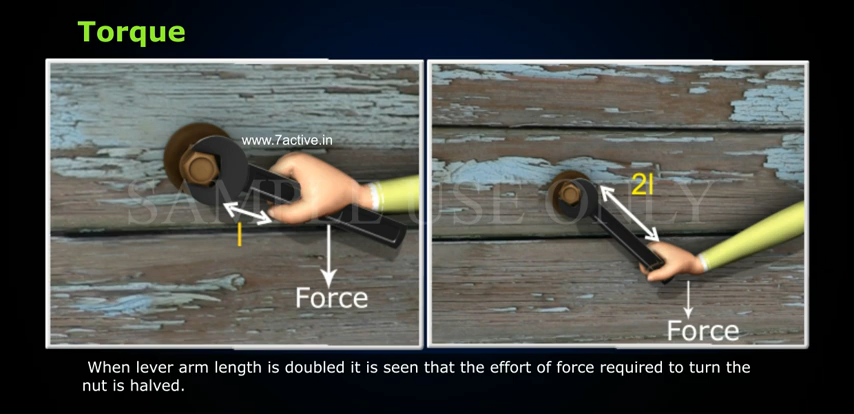 Torque
www.7active.in
SAMPLE USE ONLY
l
Force
2l
Force
When lever arm length is doubled it is seen that the effort of force required to turn the
nut is halved.